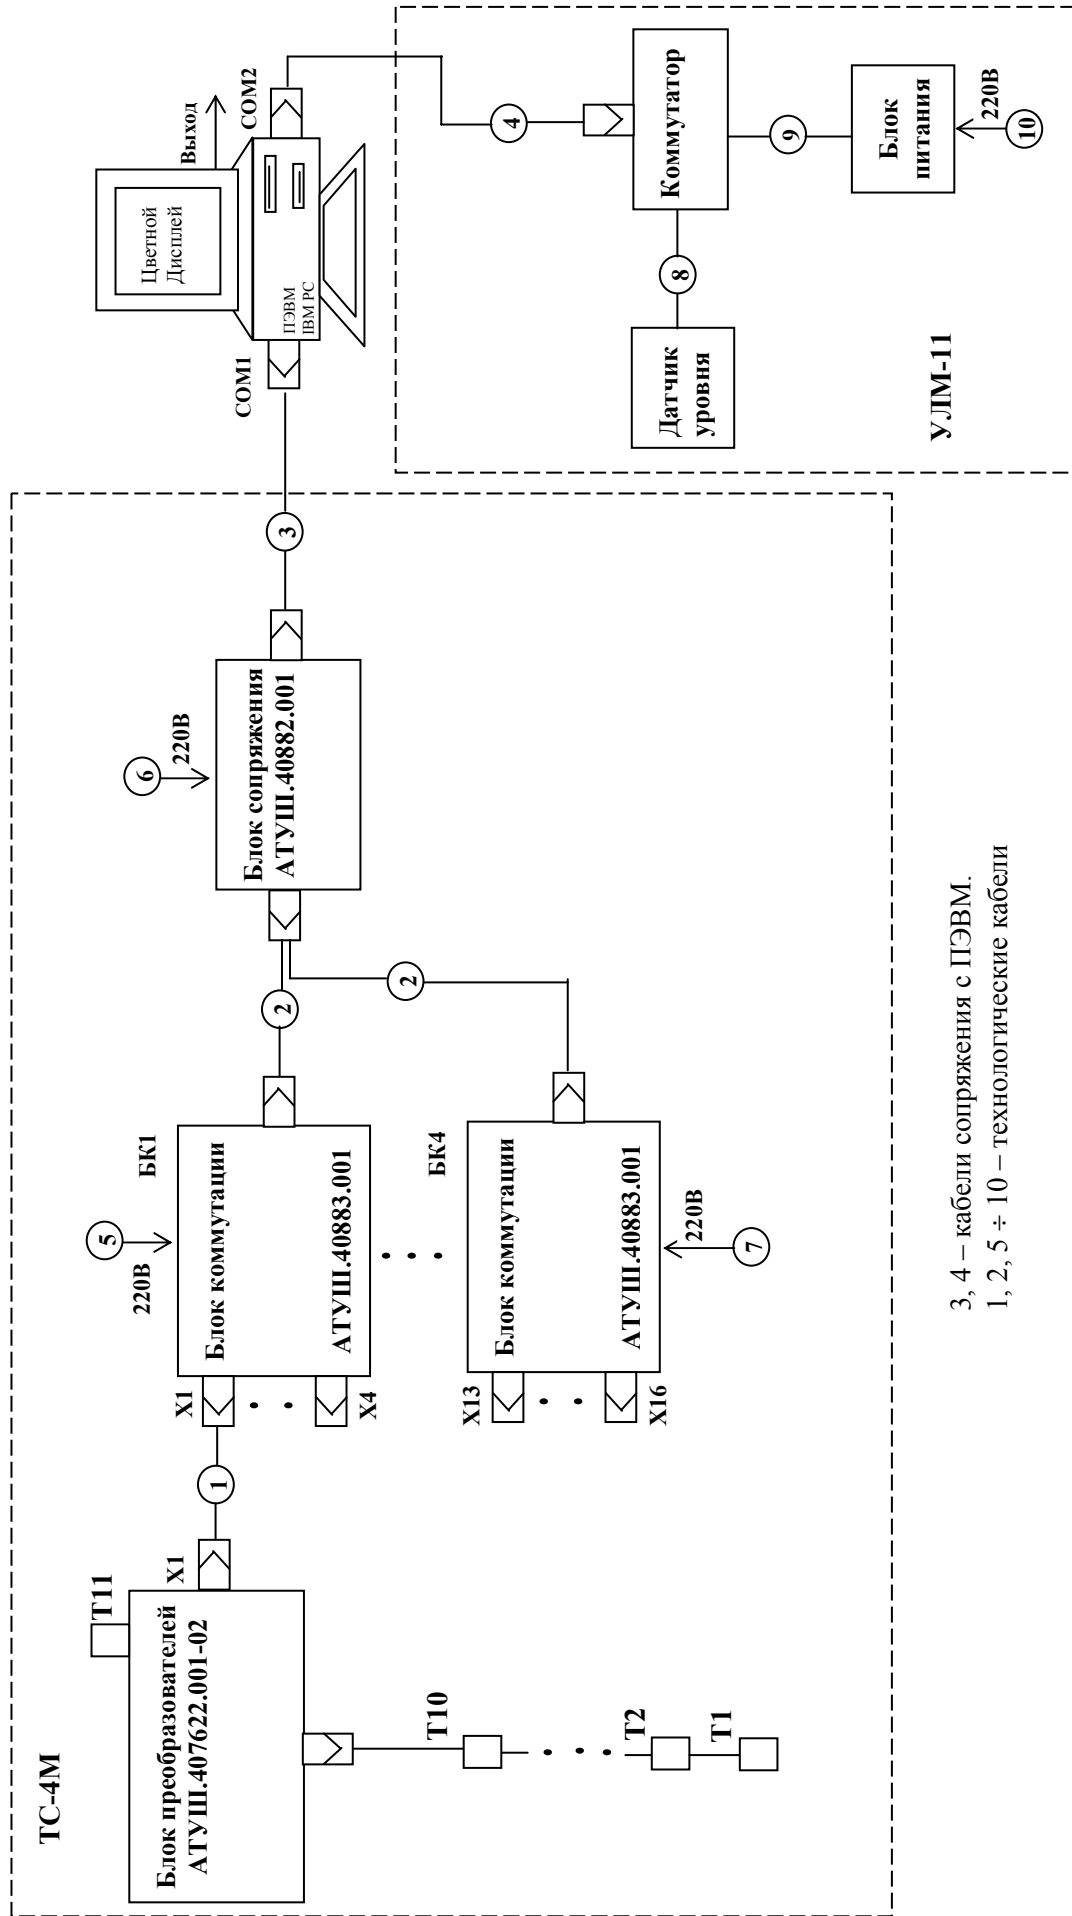 ТС-4М
Т11
Блок преобразователей
АТУШ.407622.001-02
Х1
Т10
Т2
Т1
1
5
220В
БК1
Х1
Х4
Блок коммутации
АТУШ.40883.001
БК4
Х13
Х16
Блок коммутации
АТУШ.40883.001
220В
7
2
2
6
220В
Блок сопряжения
АТУШ.40882.001
3
COM1
Цветной
Дисплей
ПЭВМ
IBM PC
Выход
COM2
4
Коммутатор
8
Датчик
уровня
9
Блок
питания
220В
10
УЛМ-11
3, 4 – кабели сопряжения с ПЭВМ.
1, 2, 5 ÷ 10 – технологические кабели